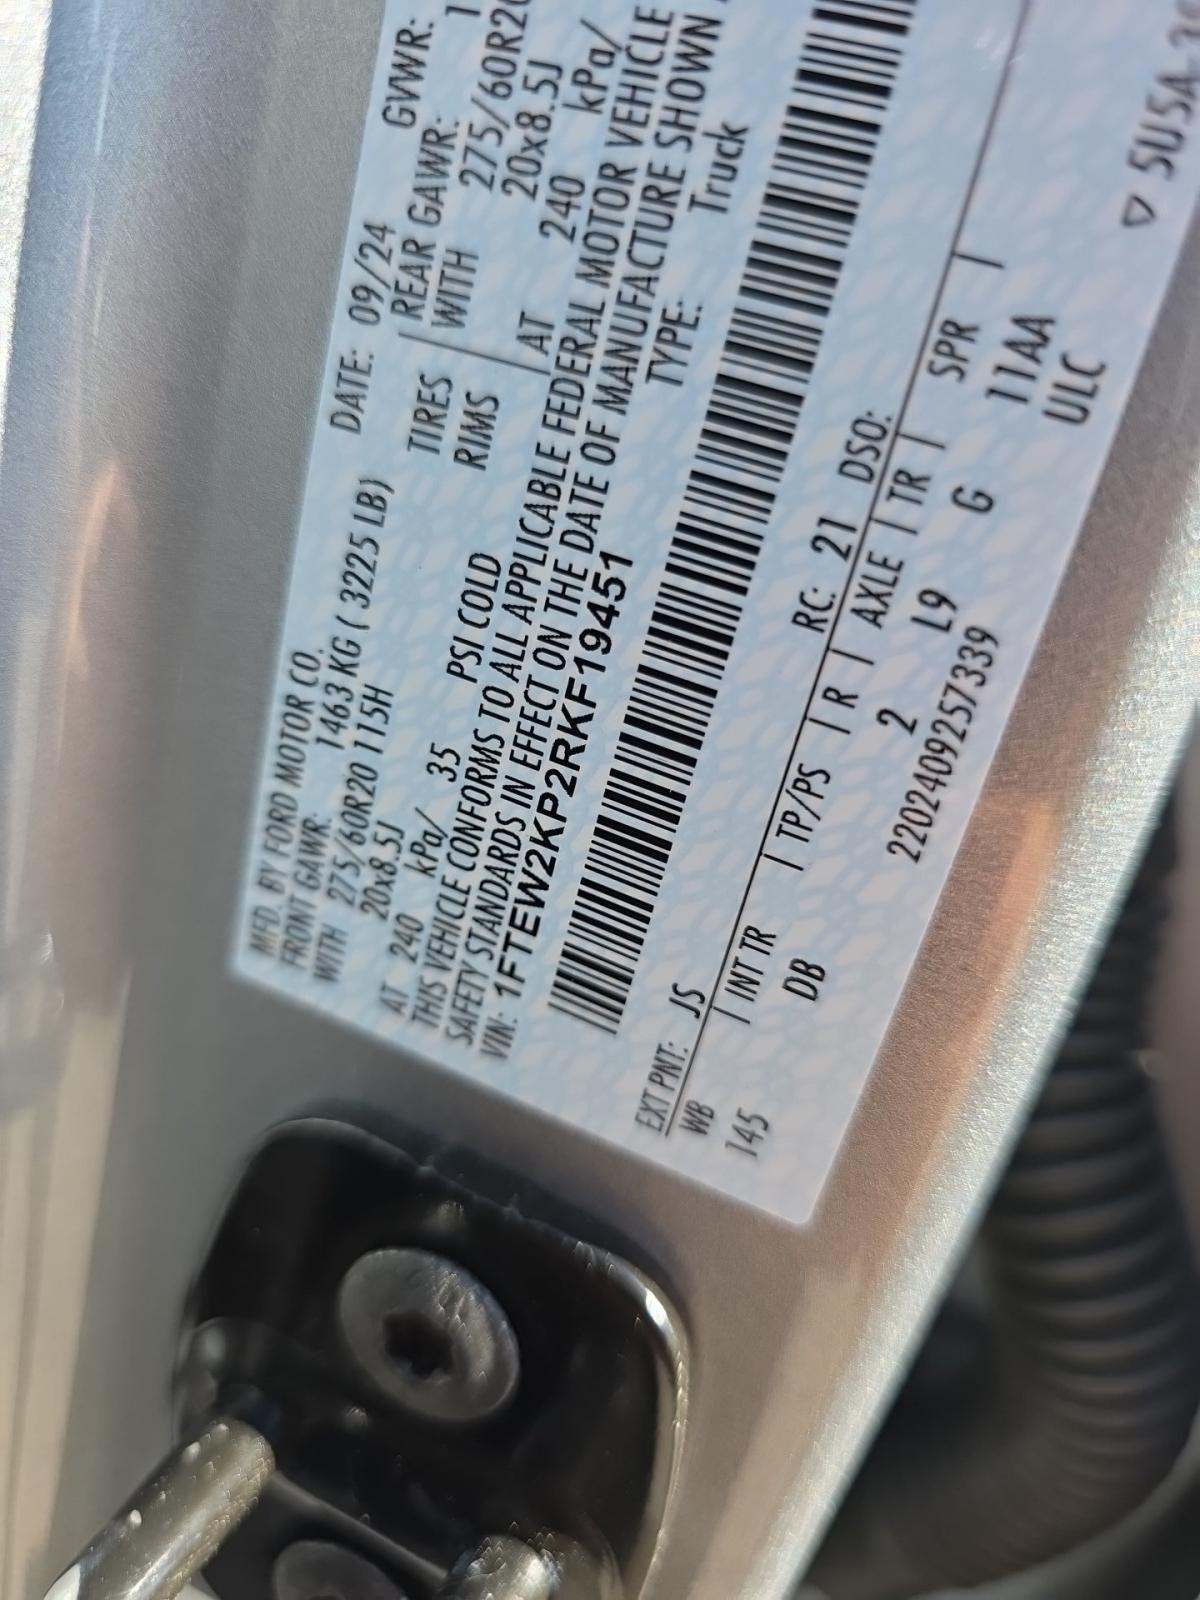 MFD. BY FORD MOTOR CO.
DATE: 09/24 GVWR:
FRONT GAWR: 1463 KG ( 3225 LB) REAR GAWR:
WITH 275/60R20 115H TIRES WITH 275/60R20
20x8.5J RIMS 20x8.5J
AT 240 kPa/ 35 PSI COLD AT 240 kPa/
THIS VEHICLE CONFORMS TO ALL APPLICABLE FEDERAL MOTOR VEHICLE
SAFETY STANDARDS IN EFFECT ON THE DATE OF MANUFACTURE SHOWN
VIN: 1FTEW2KP2RKF19451 TYPE: Truck
EXT PNT: JS RC: 21 DSO:
WB | INT TR | TP/PS | R | AXLE | TR | SPR |
145 DB 2 L9 G 11AA
2202409257339 ULC
▽ 5U5A-